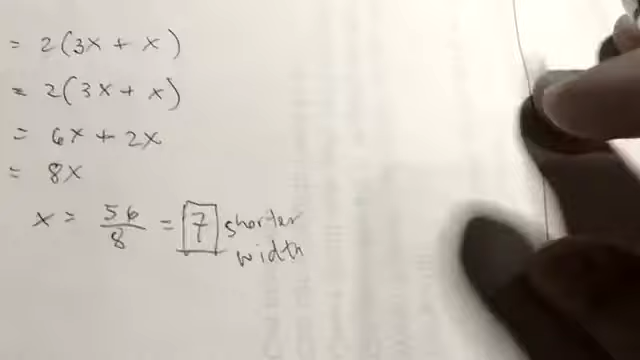 = 2(3x + x)
= 2(3x + x)
= 6x + 2x
= 8x
x = 56/8 = 7 shorter
width